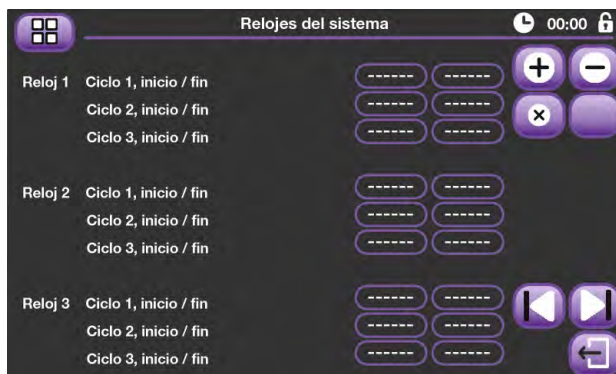 Relojes del sistema 00:00
Reloj 1 Ciclo 1, inicio / fin ------ ------
Ciclo 2, inicio / fin ------ ------
Ciclo 3, inicio / fin ------ ------
Reloj 2 Ciclo 1, inicio / fin ------ ------
Ciclo 2, inicio / fin ------ ------
Ciclo 3, inicio / fin ------ ------
Reloj 3 Ciclo 1, inicio / fin ------ ------
Ciclo 2, inicio / fin ------ ------
Ciclo 3, inicio / fin ------ ------